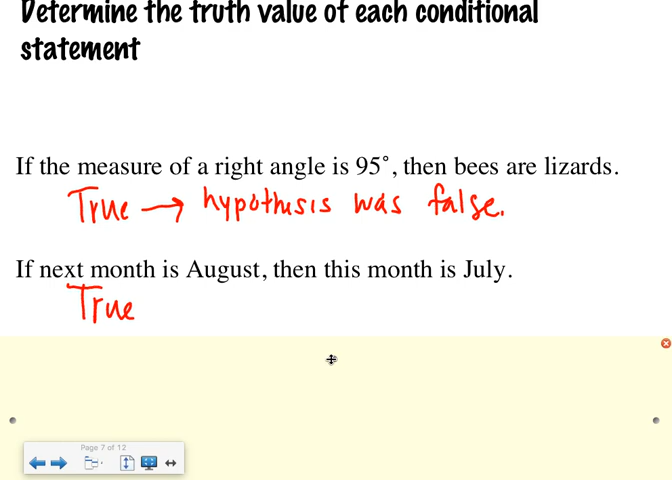 Determine the truth value of each conditional
statement
If the measure of a right angle is 95°, then bees are lizards.
True → hypothesis was false.
If next month is August, then this month is July.
True
Page 7 of 12